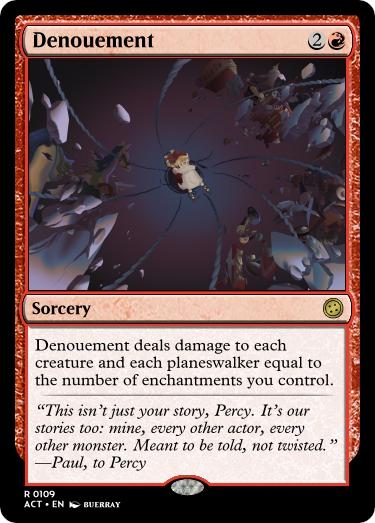 Denouement 2
Sorcery
Denouement deals damage to each
creature and each planeswalker equal to
the number of enchantments you control.
“This isn't just your story, Percy. It's our
stories too: mine, every other actor, every
other monster. Meant to be told, not twisted.”
—Paul, to Percy
R 0109
ACT • EN BUERRAY